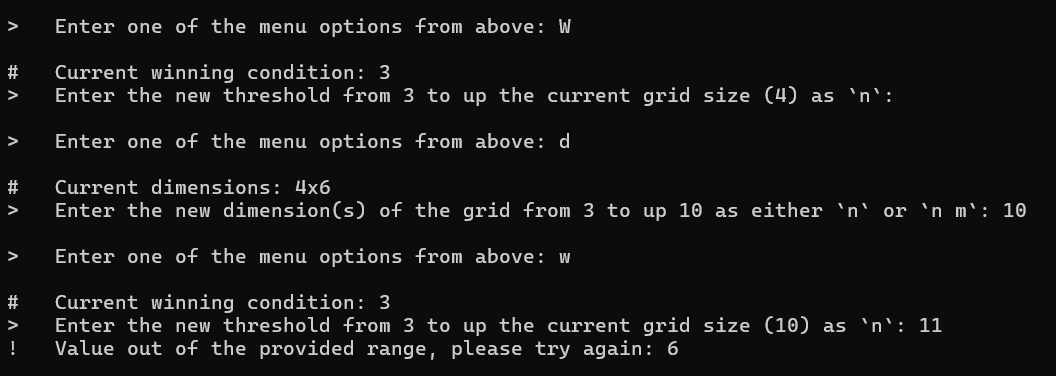 >   Enter one of the menu options from above: W
#   Current winning condition: 3
>   Enter the new threshold from 3 to up the current grid size (4) as `n`:
>   Enter one of the menu options from above: d
#   Current dimensions: 4x6
>   Enter the new dimension(s) of the grid from 3 to up 10 as either `n` or `n m`: 10
>   Enter one of the menu options from above: w
#   Current winning condition: 3
>   Enter the new threshold from 3 to up the current grid size (10) as `n`: 11
!   Value out of the provided range, please try again: 6